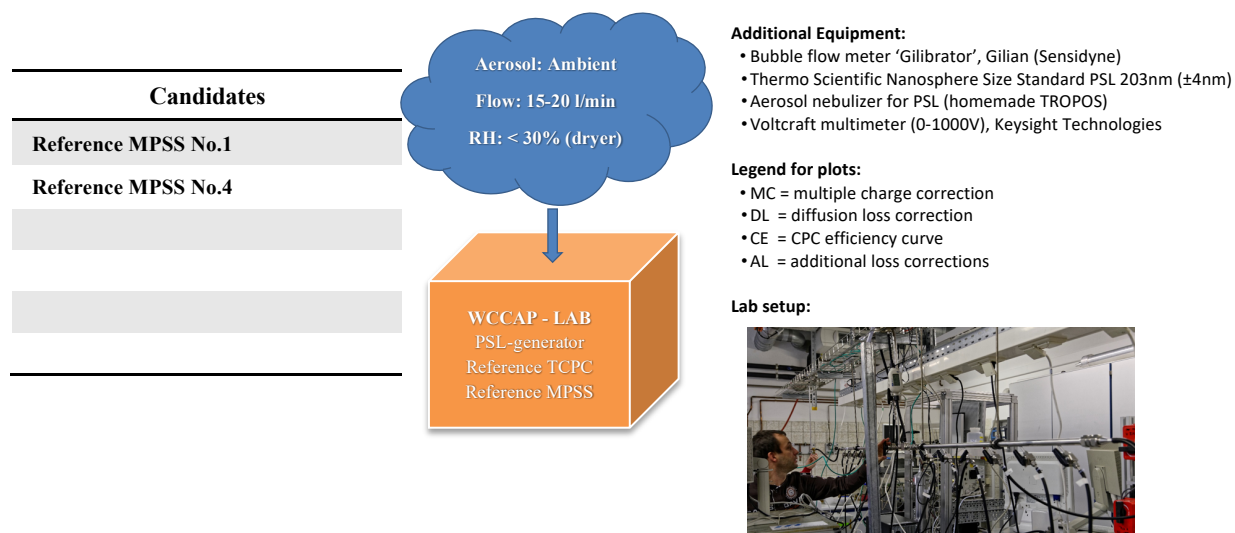 Candidates
Reference MPSS No.1
Reference MPSS No.4
Aerosol: Ambient
Flow: 15-20 l/min
RH: < 30% (dryer)
WCCAP - LAB
PSL-generator
Reference TCPC
Reference MPSS
Additional Equipment:
• Bubble flow meter ‘Gilibrator’, Gilian (Sensidyne)
• Thermo Scientific Nanosphere Size Standard PSL 203nm (±4nm)
• Aerosol nebulizer for PSL (homemade TROPOS)
• Voltcraft multimeter (0-1000V), Keysight Technologies
Legend for plots:
• MC = multiple charge correction
• DL = diffusion loss correction
• CE = CPC efficiency curve
• AL = additional loss corrections
Lab setup: